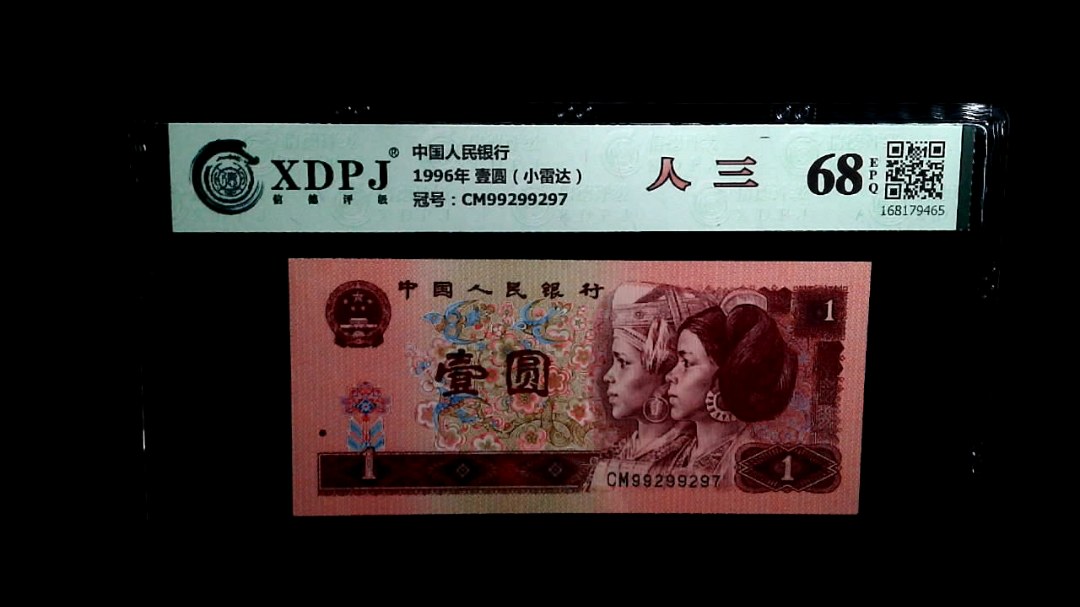 XDPJ®
信德评级
中国人民银行
1996年 壹圆（小雷达）
冠号：CM99299297
人三
68
EPQ
168179465
中国人民银行
1
壹圆
1
1
CM99299297